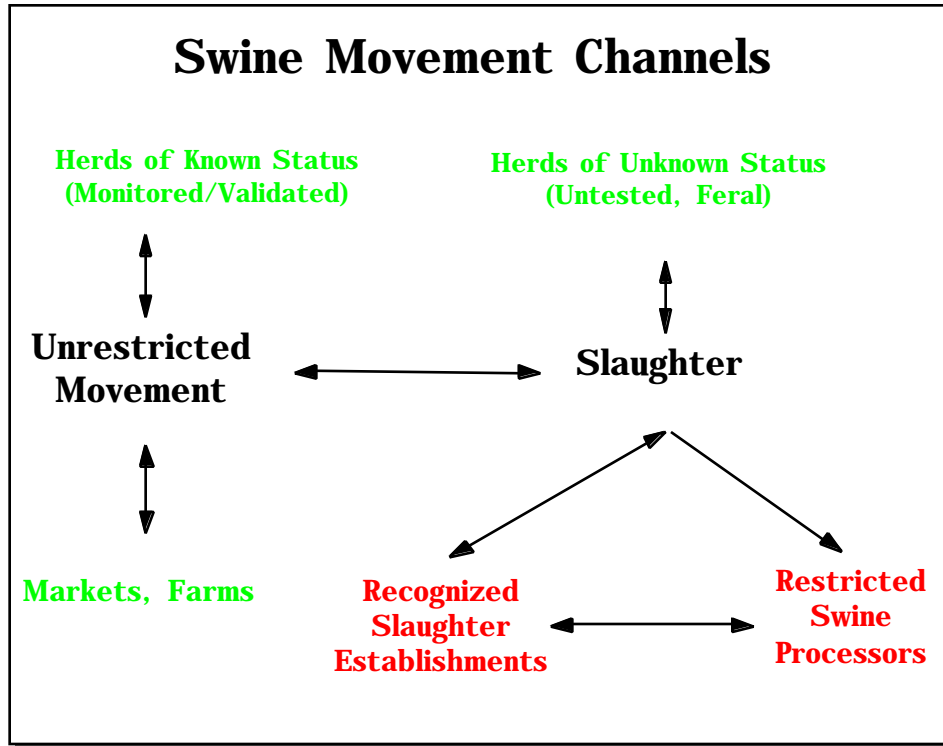 Swine Movement Channels
Herds of Known Status
(Monitored/Validated)
Herds of Unknown Status
(Untested, Feral)
Unrestricted
Movement
Slaughter
Markets, Farms
Recognized
Slaughter
Establishments
Restricted
Swine
Processors